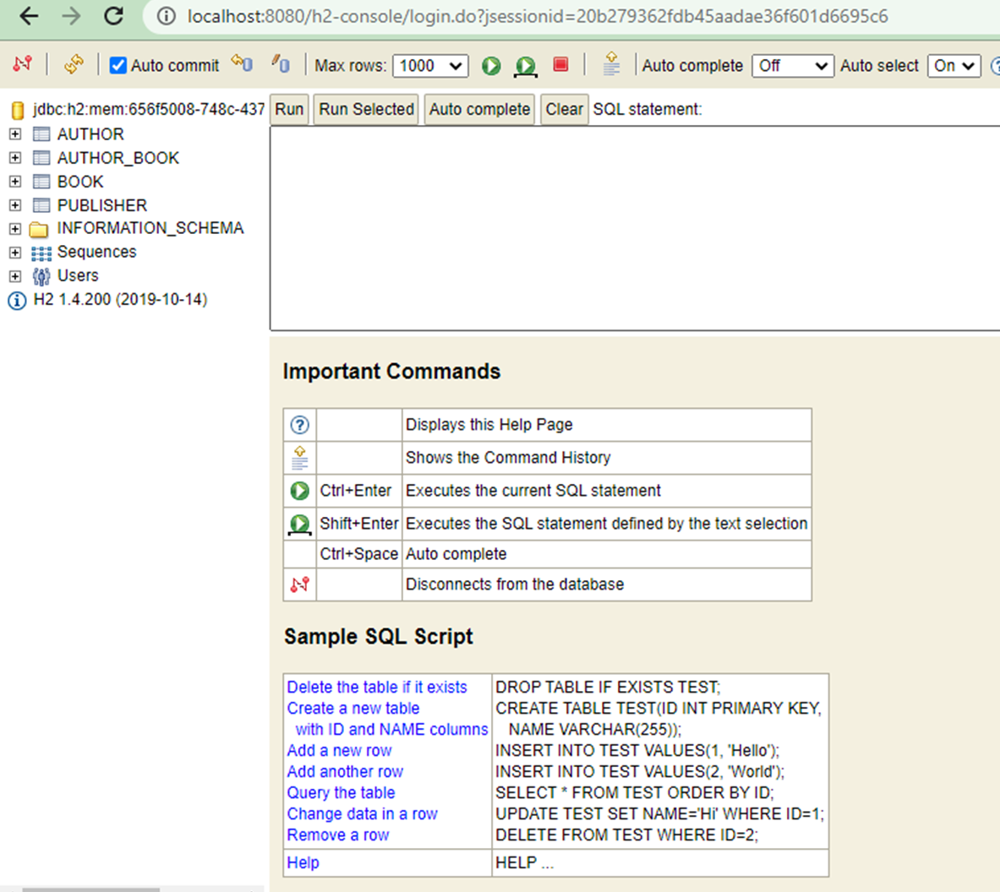 localhost:8080/h2-console/login.do?jsessionid=20b279362fdb45aadae36f601d6695c6
Auto commit Max rows: 1000 Auto complete Off Auto select On ?
jdbc:h2:mem:656f5008-748c-437
AUTHOR
AUTHOR_BOOK
BOOK
PUBLISHER
INFORMATION_SCHEMA
Sequences
Users
H2 1.4.200 (2019-10-14)
Run Run Selected Auto complete Clear SQL statement:
Important Commands
? Displays this Help Page
Shows the Command History
Ctrl+Enter Executes the current SQL statement
Shift+Enter Executes the SQL statement defined by the text selection
Ctrl+Space Auto complete
Disconnects from the database
Sample SQL Script
Delete the table if it exists DROP TABLE IF EXISTS TEST;
Create a new table CREATE TABLE TEST(ID INT PRIMARY KEY,
with ID and NAME columns NAME VARCHAR(255));
Add a new row INSERT INTO TEST VALUES(1, 'Hello');
Add another row INSERT INTO TEST VALUES(2, 'World');
Query the table SELECT * FROM TEST ORDER BY ID;
Change data in a row UPDATE TEST SET NAME='Hi' WHERE ID=1;
Remove a row DELETE FROM TEST WHERE ID=2;
Help HELP ...